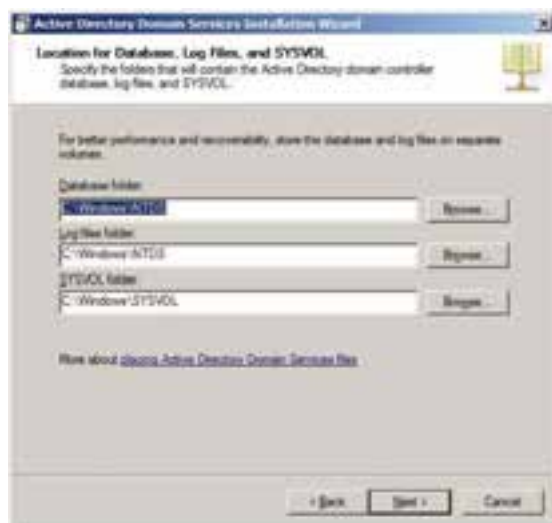 Active Directory Domain Services Installation Wizard
Location for Database, Log Files, and SYSVOL
Specify the folders that will contain the Active Directory domain controller
database, log files, and SYSVOL.
For better performance and recoverability, store the database and log files on separate
volumes.
Database folder:
C:\Windows\NTDS
Browse...
Log files folder:
C:\Windows\NTDS
Browse...
SYSVOL folder:
C:\Windows\SYSVOL
Browse...
More about placing Active Directory Domain Services files
< Back
Next >
Cancel